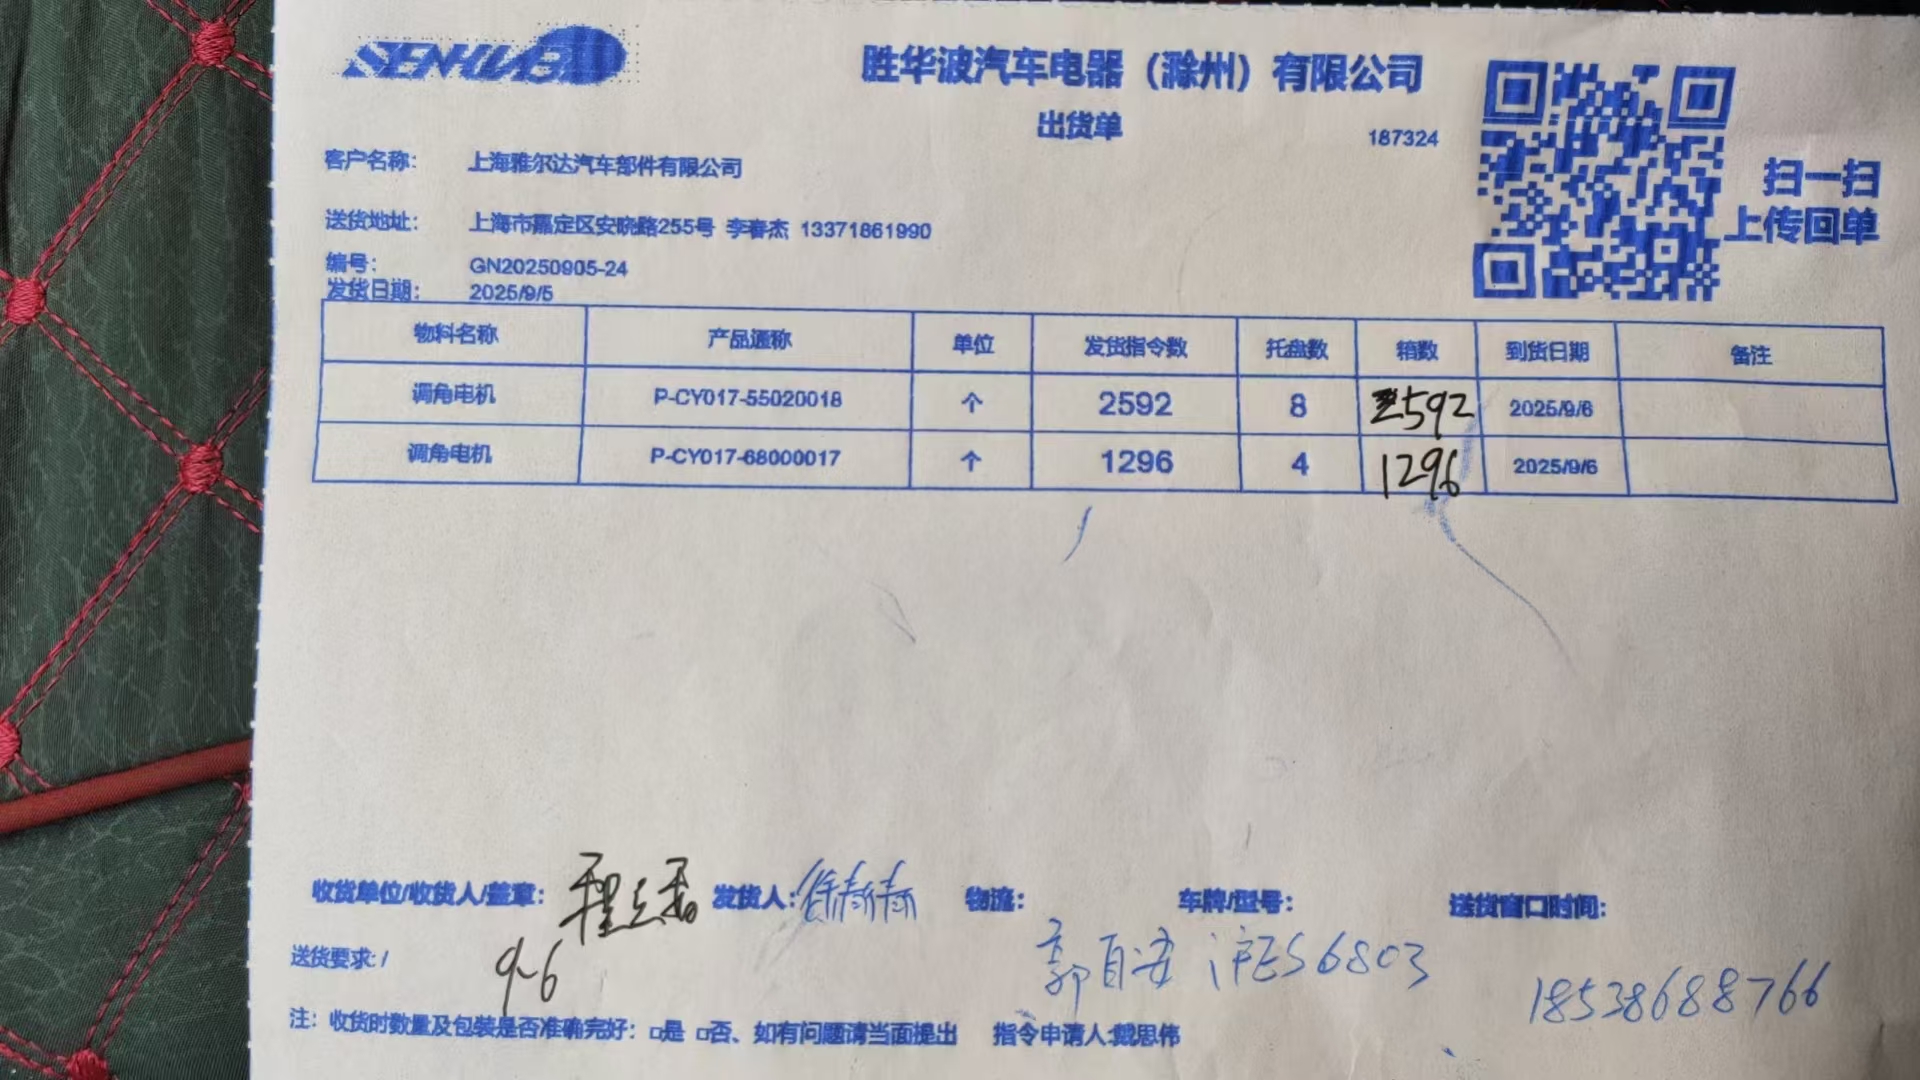 SENHUABO
胜华波汽车电器（滁州）有限公司
出货单
187324
扫一扫
上传回单
客户名称： 上海雅尔达汽车部件有限公司
送货地址： 上海市嘉定区安晓路255号 李春杰 13371861990
编号： GN20250905-24
发货日期： 2025/9/5
物料名称 产品通称 单位 发货指令数 托盘数 箱数 到货日期 备注
调角电机 P-CY017-55020018 个 2592 8 2592 2025/9/6
调角电机 P-CY017-68000017 个 1296 4 1296 2025/9/6
收货单位/收货人/盖章： 发货人： 徐春春 物流： 车牌/型号： 送货窗口时间：
送货要求: / 9-6 沪ES6803 18538688766
注：收货时数量及包装是否准确完好：□是 □否、如有问题请当面提出 指令申请人:戴思伟